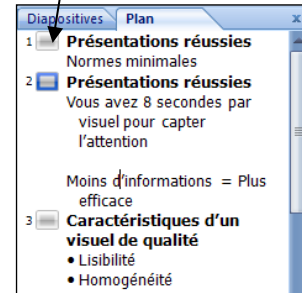 Diapositives Plan x
1 Présentations réussies
Normes minimales
2 Présentations réussies
Vous avez 8 secondes par
visuel pour capter
l'attention
Moins d'informations = Plus
efficace
3 Caractéristiques d'un
visuel de qualité
• Lisibilité
• Homogénéité